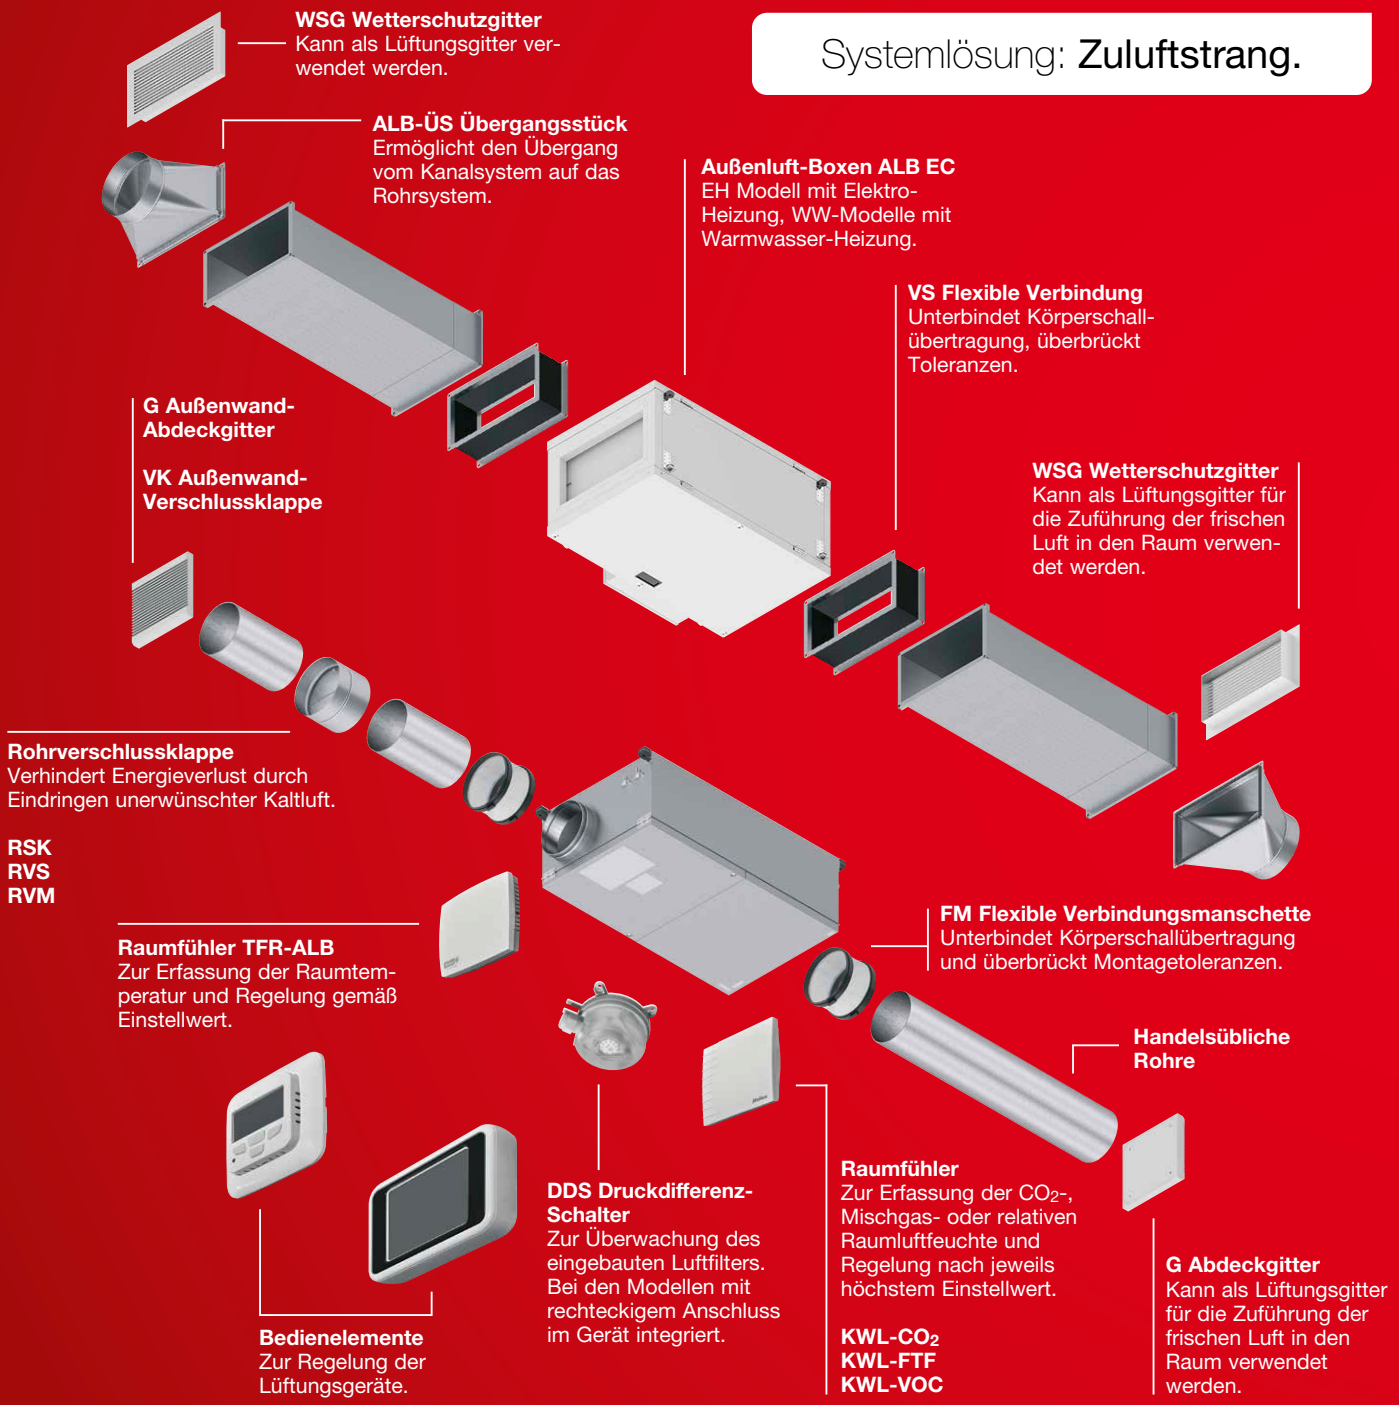 WSG Wetterschutzgitter
Kann als Lüftungsgitter ver-
wendet werden.
Systemlösung: Zuluftstrang.
ALB-ÜS Übergangsstück
Ermöglicht den Übergang
vom Kanalsystem auf das
Rohrsystem.
Außenluft-Boxen ALB EC
EH Modell mit Elektro-
Heizung, WW-Modelle mit
Warmwasser-Heizung.
VS Flexible Verbindung
Unterbindet Körperschall-
übertragung, überbrückt
Toleranzen.
G Außenwand-
Abdeckgitter
VK Außenwand-
Verschlussklappe
WSG Wetterschutzgitter
Kann als Lüftungsgitter für
die Zuführung der frischen
Luft in den Raum verwen-
det werden.
Rohrverschlussklappe
Verhindert Energieverlust durch
Eindringen unerwünschter Kaltluft.
RSK
RVS
RVM
FM Flexible Verbindungsmanschette
Unterbindet Körperschallübertragung
und überbrückt Montagetoleranzen.
Raumfühler TFR-ALB
Zur Erfassung der Raumtem-
peratur und Regelung gemäß
Einstellwert.
Handelsübliche
Rohre
DDS Druckdifferenz-
Schalter
Zur Überwachung des
eingebauten Luftfilters.
Bei den Modellen mit
rechteckigem Anschluss
im Gerät integriert.
Raumfühler
Zur Erfassung der CO2-,
Mischgas- oder relativen
Raumluftfeuchte und
Regelung nach jeweils
höchstem Einstellwert.
KWL-CO2
KWL-FTF
KWL-VOC
G Abdeckgitter
Kann als Lüftungsgitter
für die Zuführung der
frischen Luft in den
Raum verwendet
werden.
Bedienelemente
Zur Regelung der
Lüftungsgeräte.